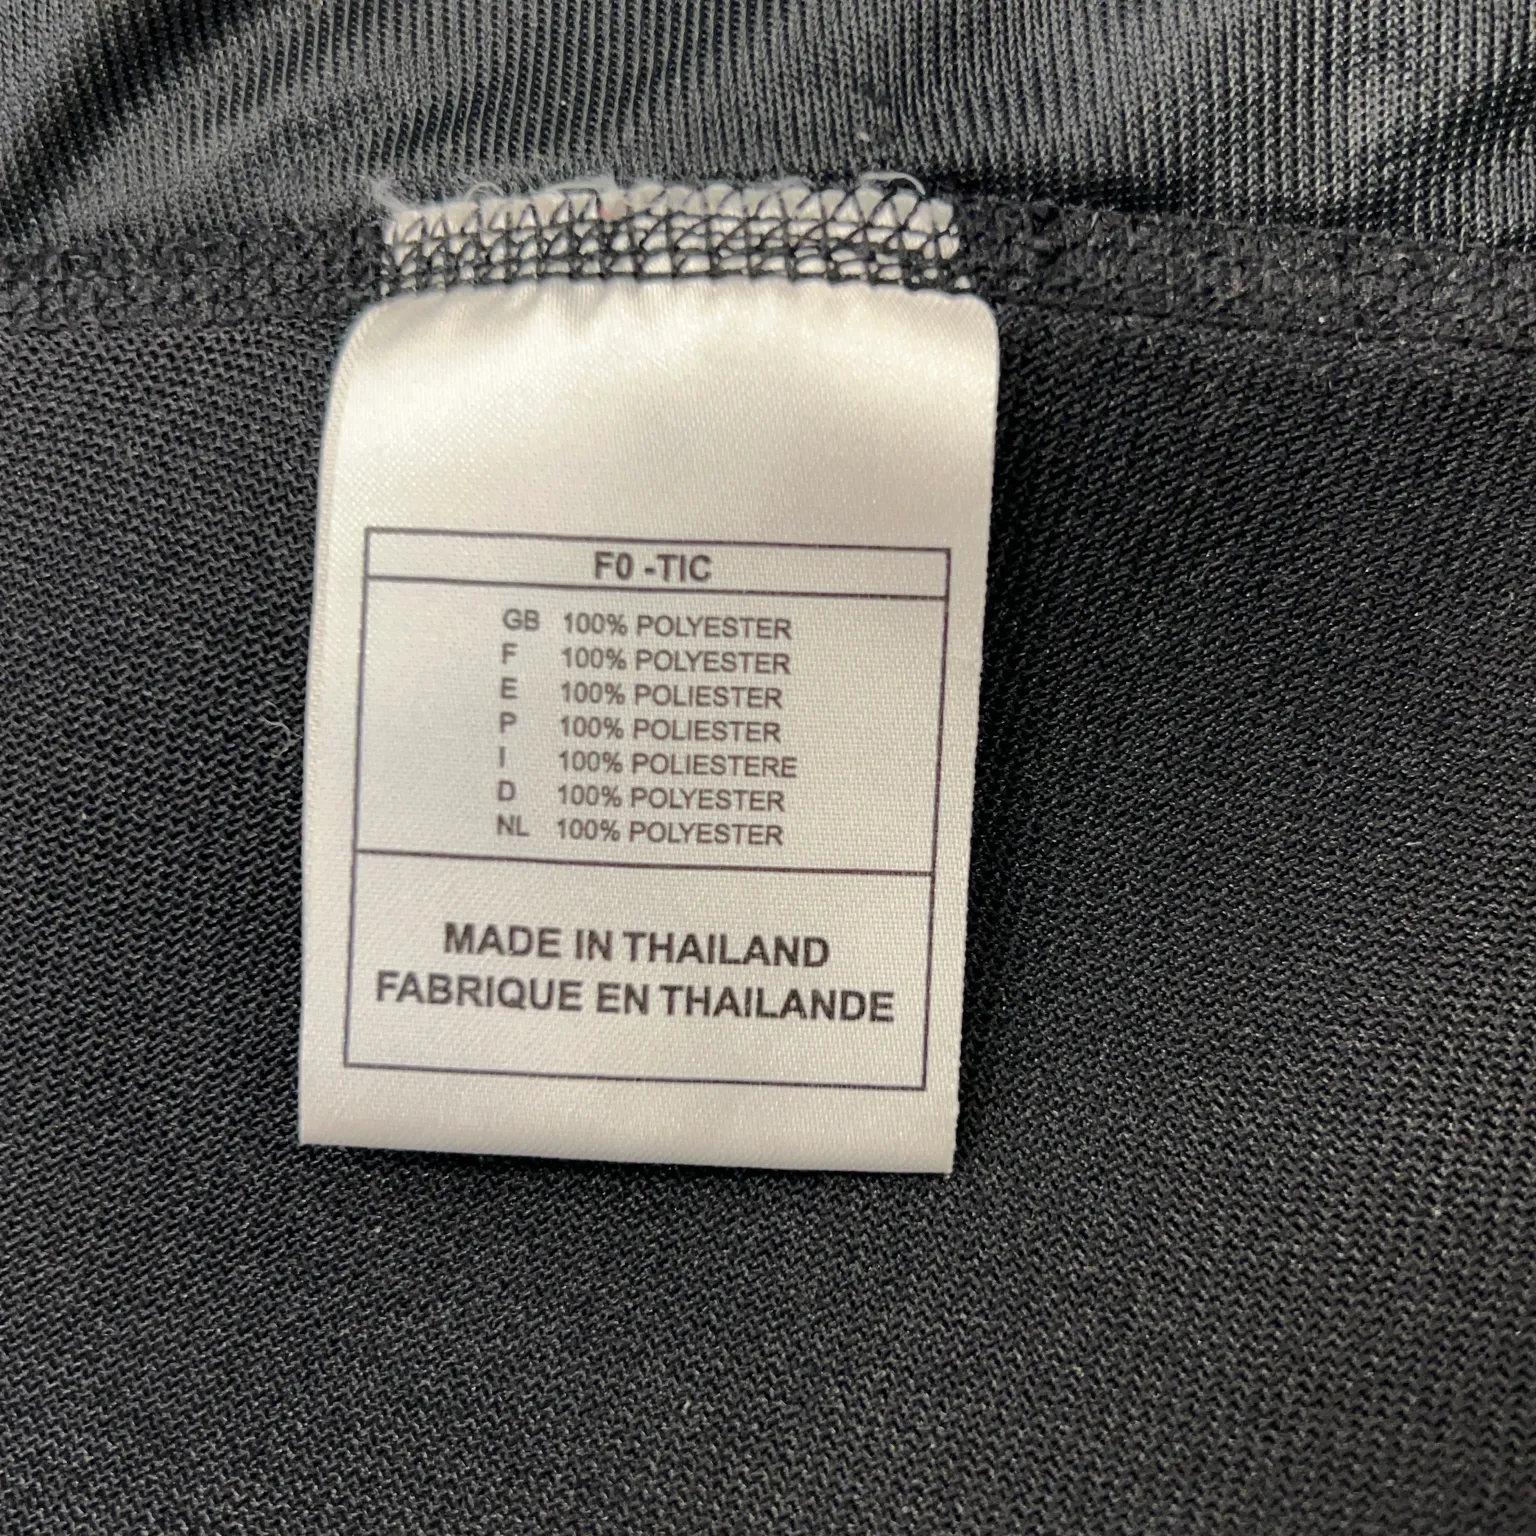 F0 -TIC
GB 100% POLYESTER
F 100% POLYESTER
E 100% POLIESTER
P 100% POLIESTER
I 100% POLIESTERE
D 100% POLYESTER
NL 100% POLYESTER
MADE IN THAILAND
FABRIQUE EN THAILANDE